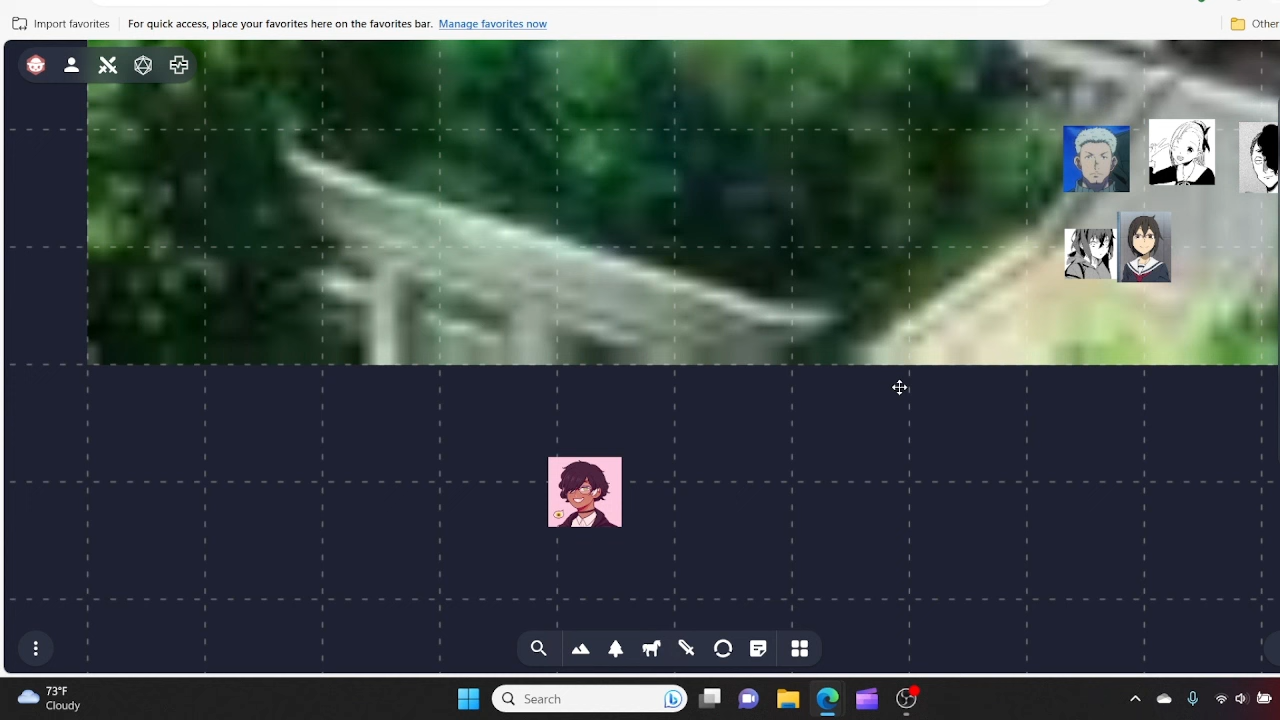 Import favorites
For quick access, place your favorites here on the favorites bar. Manage favorites now
Other
73°F
Cloudy
Search